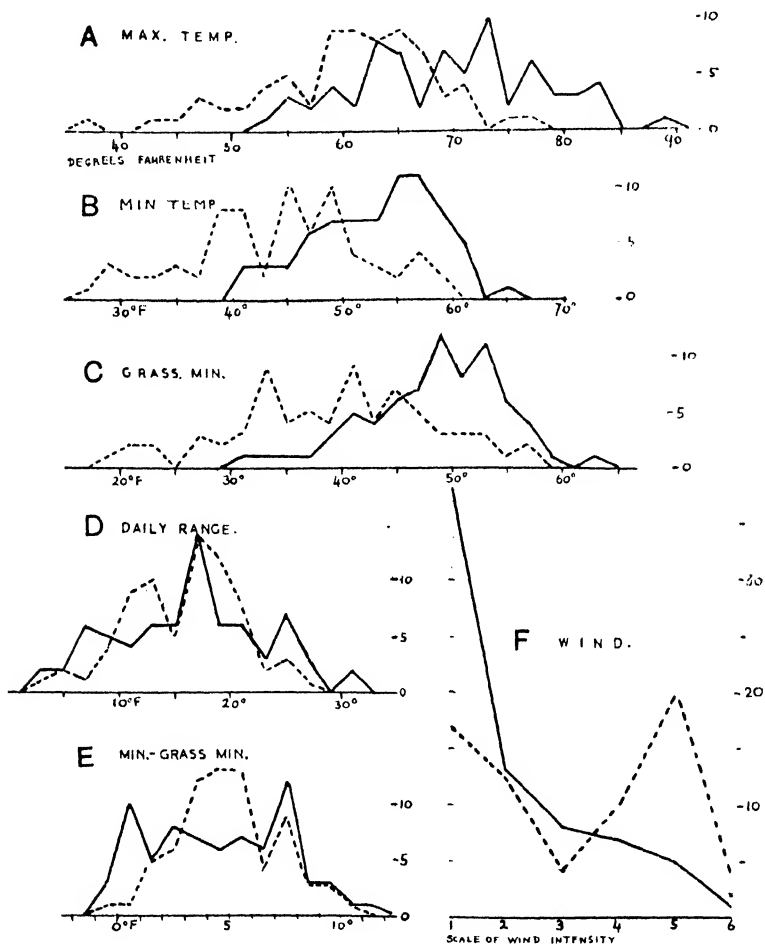 A MAX. TEMP.
-10
-5
-0
40 50 60 70 80 90
DEGREES FAHRENHEIT
B MIN TEMP
-10
5
-0
30°F 40° 50° 60° 70°
C GRASS. MIN.
-10
-5
-0
20°F 30° 40° 50° 60°
D DAILY RANGE.
-10
-5
0
10°F 20° 30°
E MIN.-GRASS MIN.
-10
-5
0
0°F 5 10°
F WIND.
-30
-20
-10
1 2 3 4 5 6
SCALE OF WIND INTENSITY